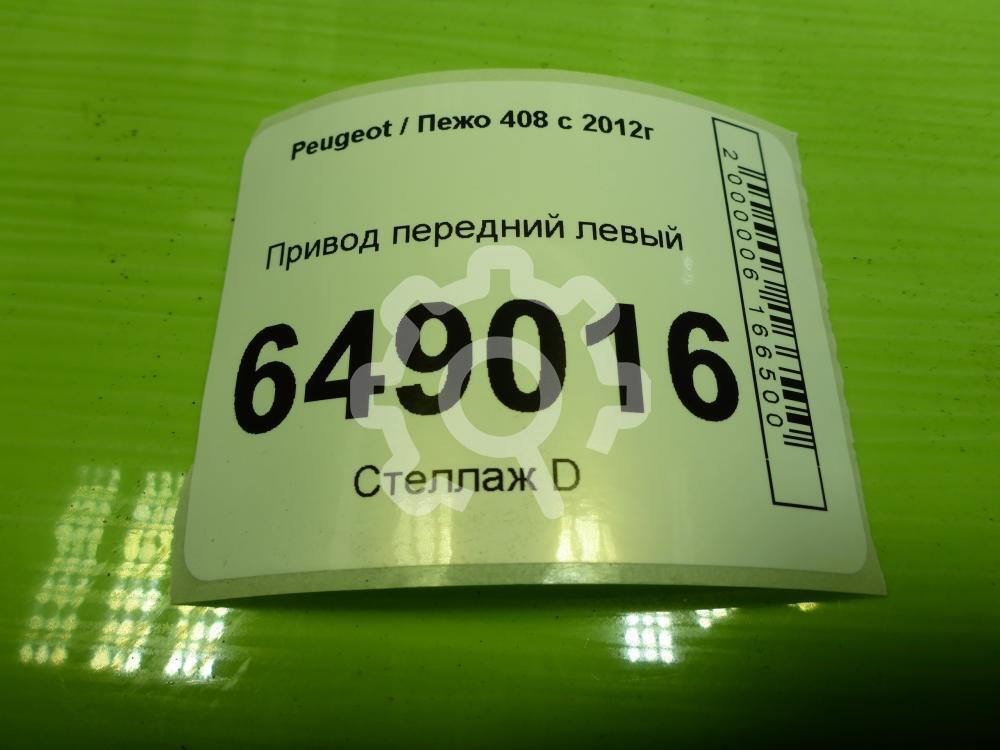 Peugeot / Пежо 408 с 2012г
Привод передний левый
649016
Стеллаж D
2000006166500